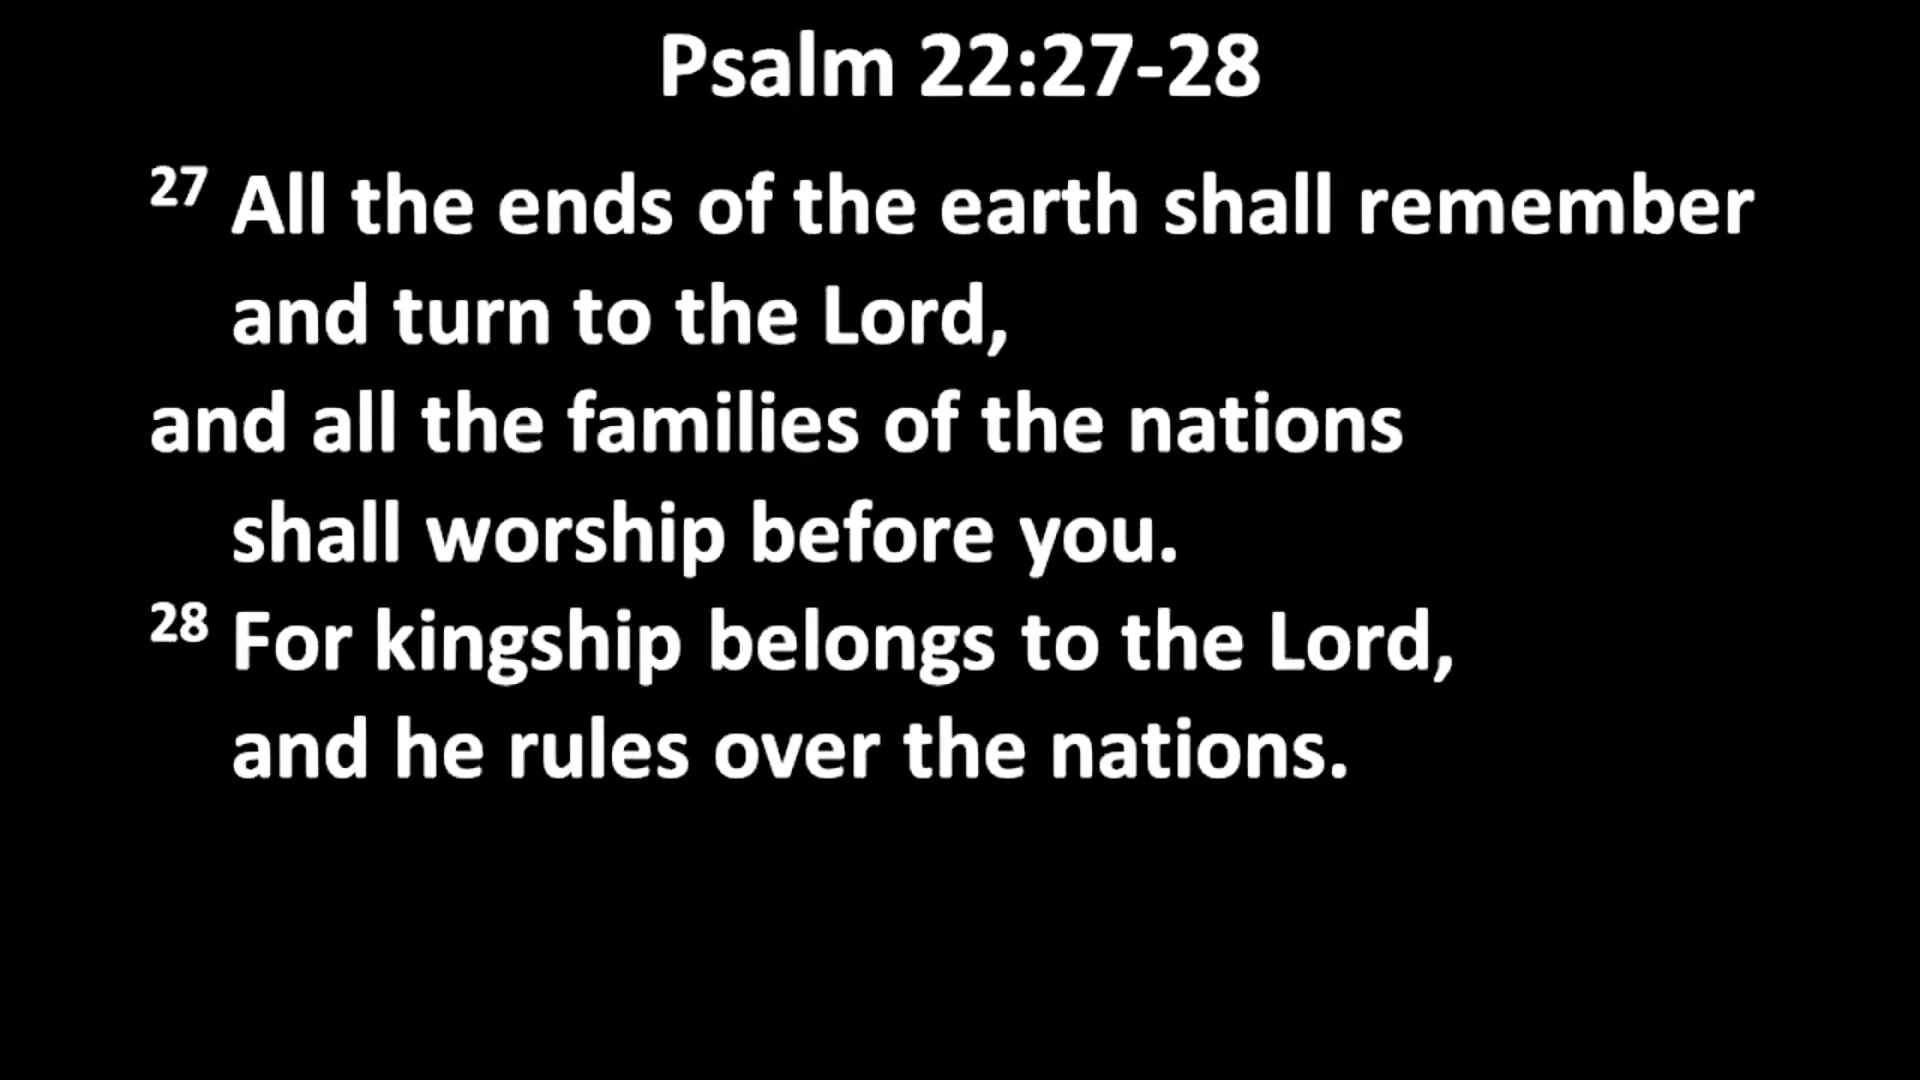 Psalm 22:27-28
27 All the ends of the earth shall remember
and turn to the Lord,
and all the families of the nations
shall worship before you.
28 For kingship belongs to the Lord,
and he rules over the nations.